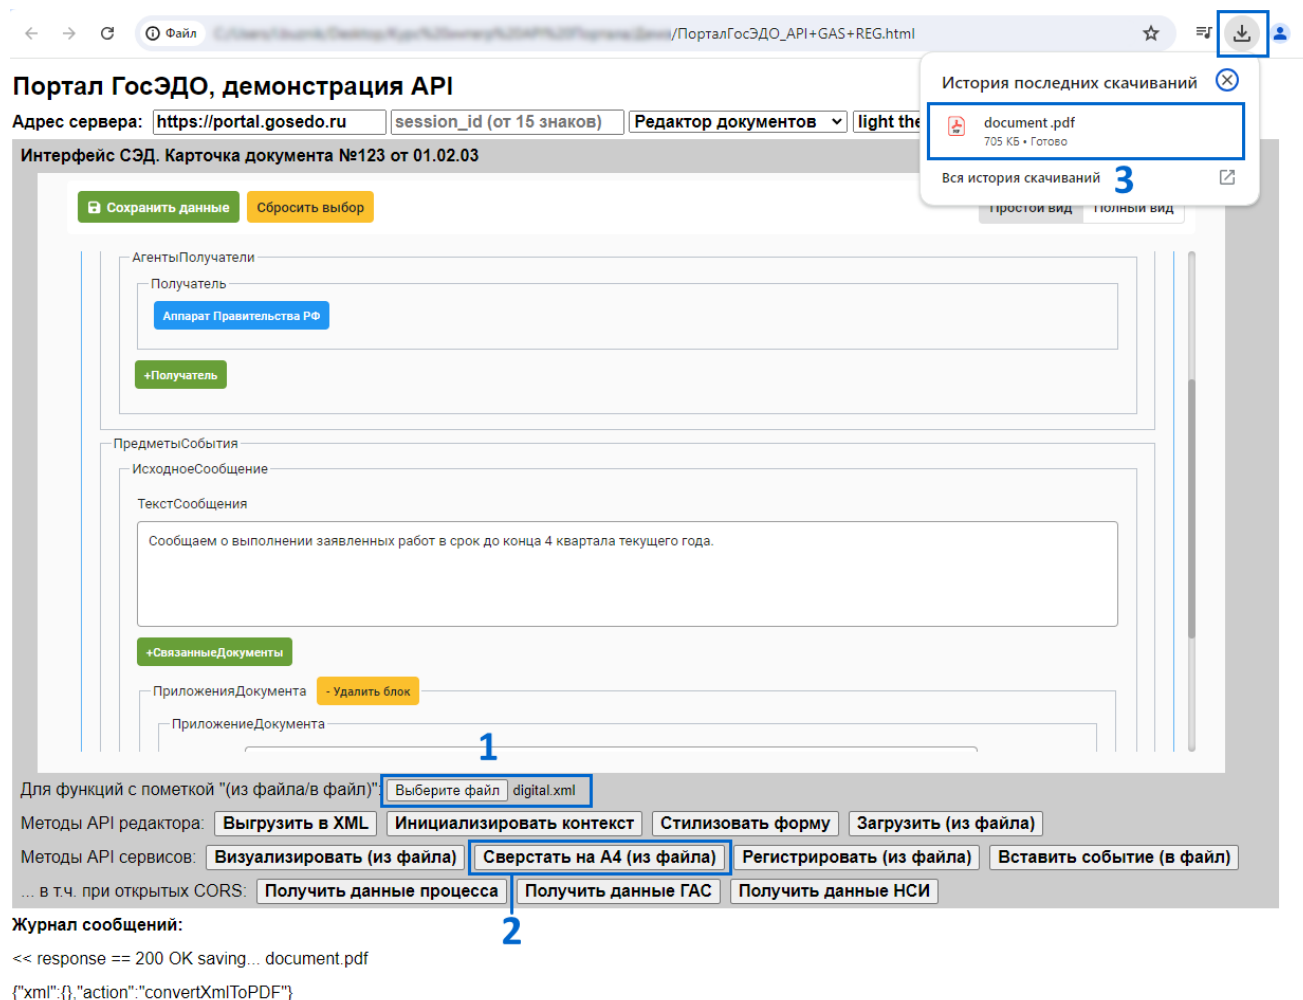 Файл
/ПорталГосЭДО_API+GAS+REG.html
История последних скачиваний
document.pdf
705 КБ • Готово
Вся история скачиваний
3
Портал ГосЭДО, демонстрация API
Адрес сервера: https://portal.gosedo.ru session_id (от 15 знаков) Редактор документов light the
Интерфейс СЭД. Карточка документа №123 от 01.02.03
Сохранить данные Сбросить выбор Простой вид Полный вид
АгентыПолучатели
Получатель
Аппарат Правительства РФ
+Получатель
ПредметыСобытия
ИсходноеСообщение
ТекстСообщения
Сообщаем о выполнении заявленных работ в срок до конца 4 квартала текущего года.
+СвязанныеДокументы
ПриложенияДокумента - Удалить блок
ПриложениеДокумента
1
Для функций с пометкой "(из файла/в файл)": Выберите файл digital.xml
Методы API редактора: Выгрузить в XML Инициализировать контекст Стилизовать форму Загрузить (из файла)
Методы API сервисов: Визуализировать (из файла) Сверстать на А4 (из файла) Регистрировать (из файла) Вставить событие (в файл)
... в т.ч. при открытых CORS: Получить данные процесса Получить данные ГАС Получить данные НСИ
2
Журнал сообщений:
<< response == 200 OK saving... document.pdf
{"xml":{},"action":"convertXmlToPDF"}